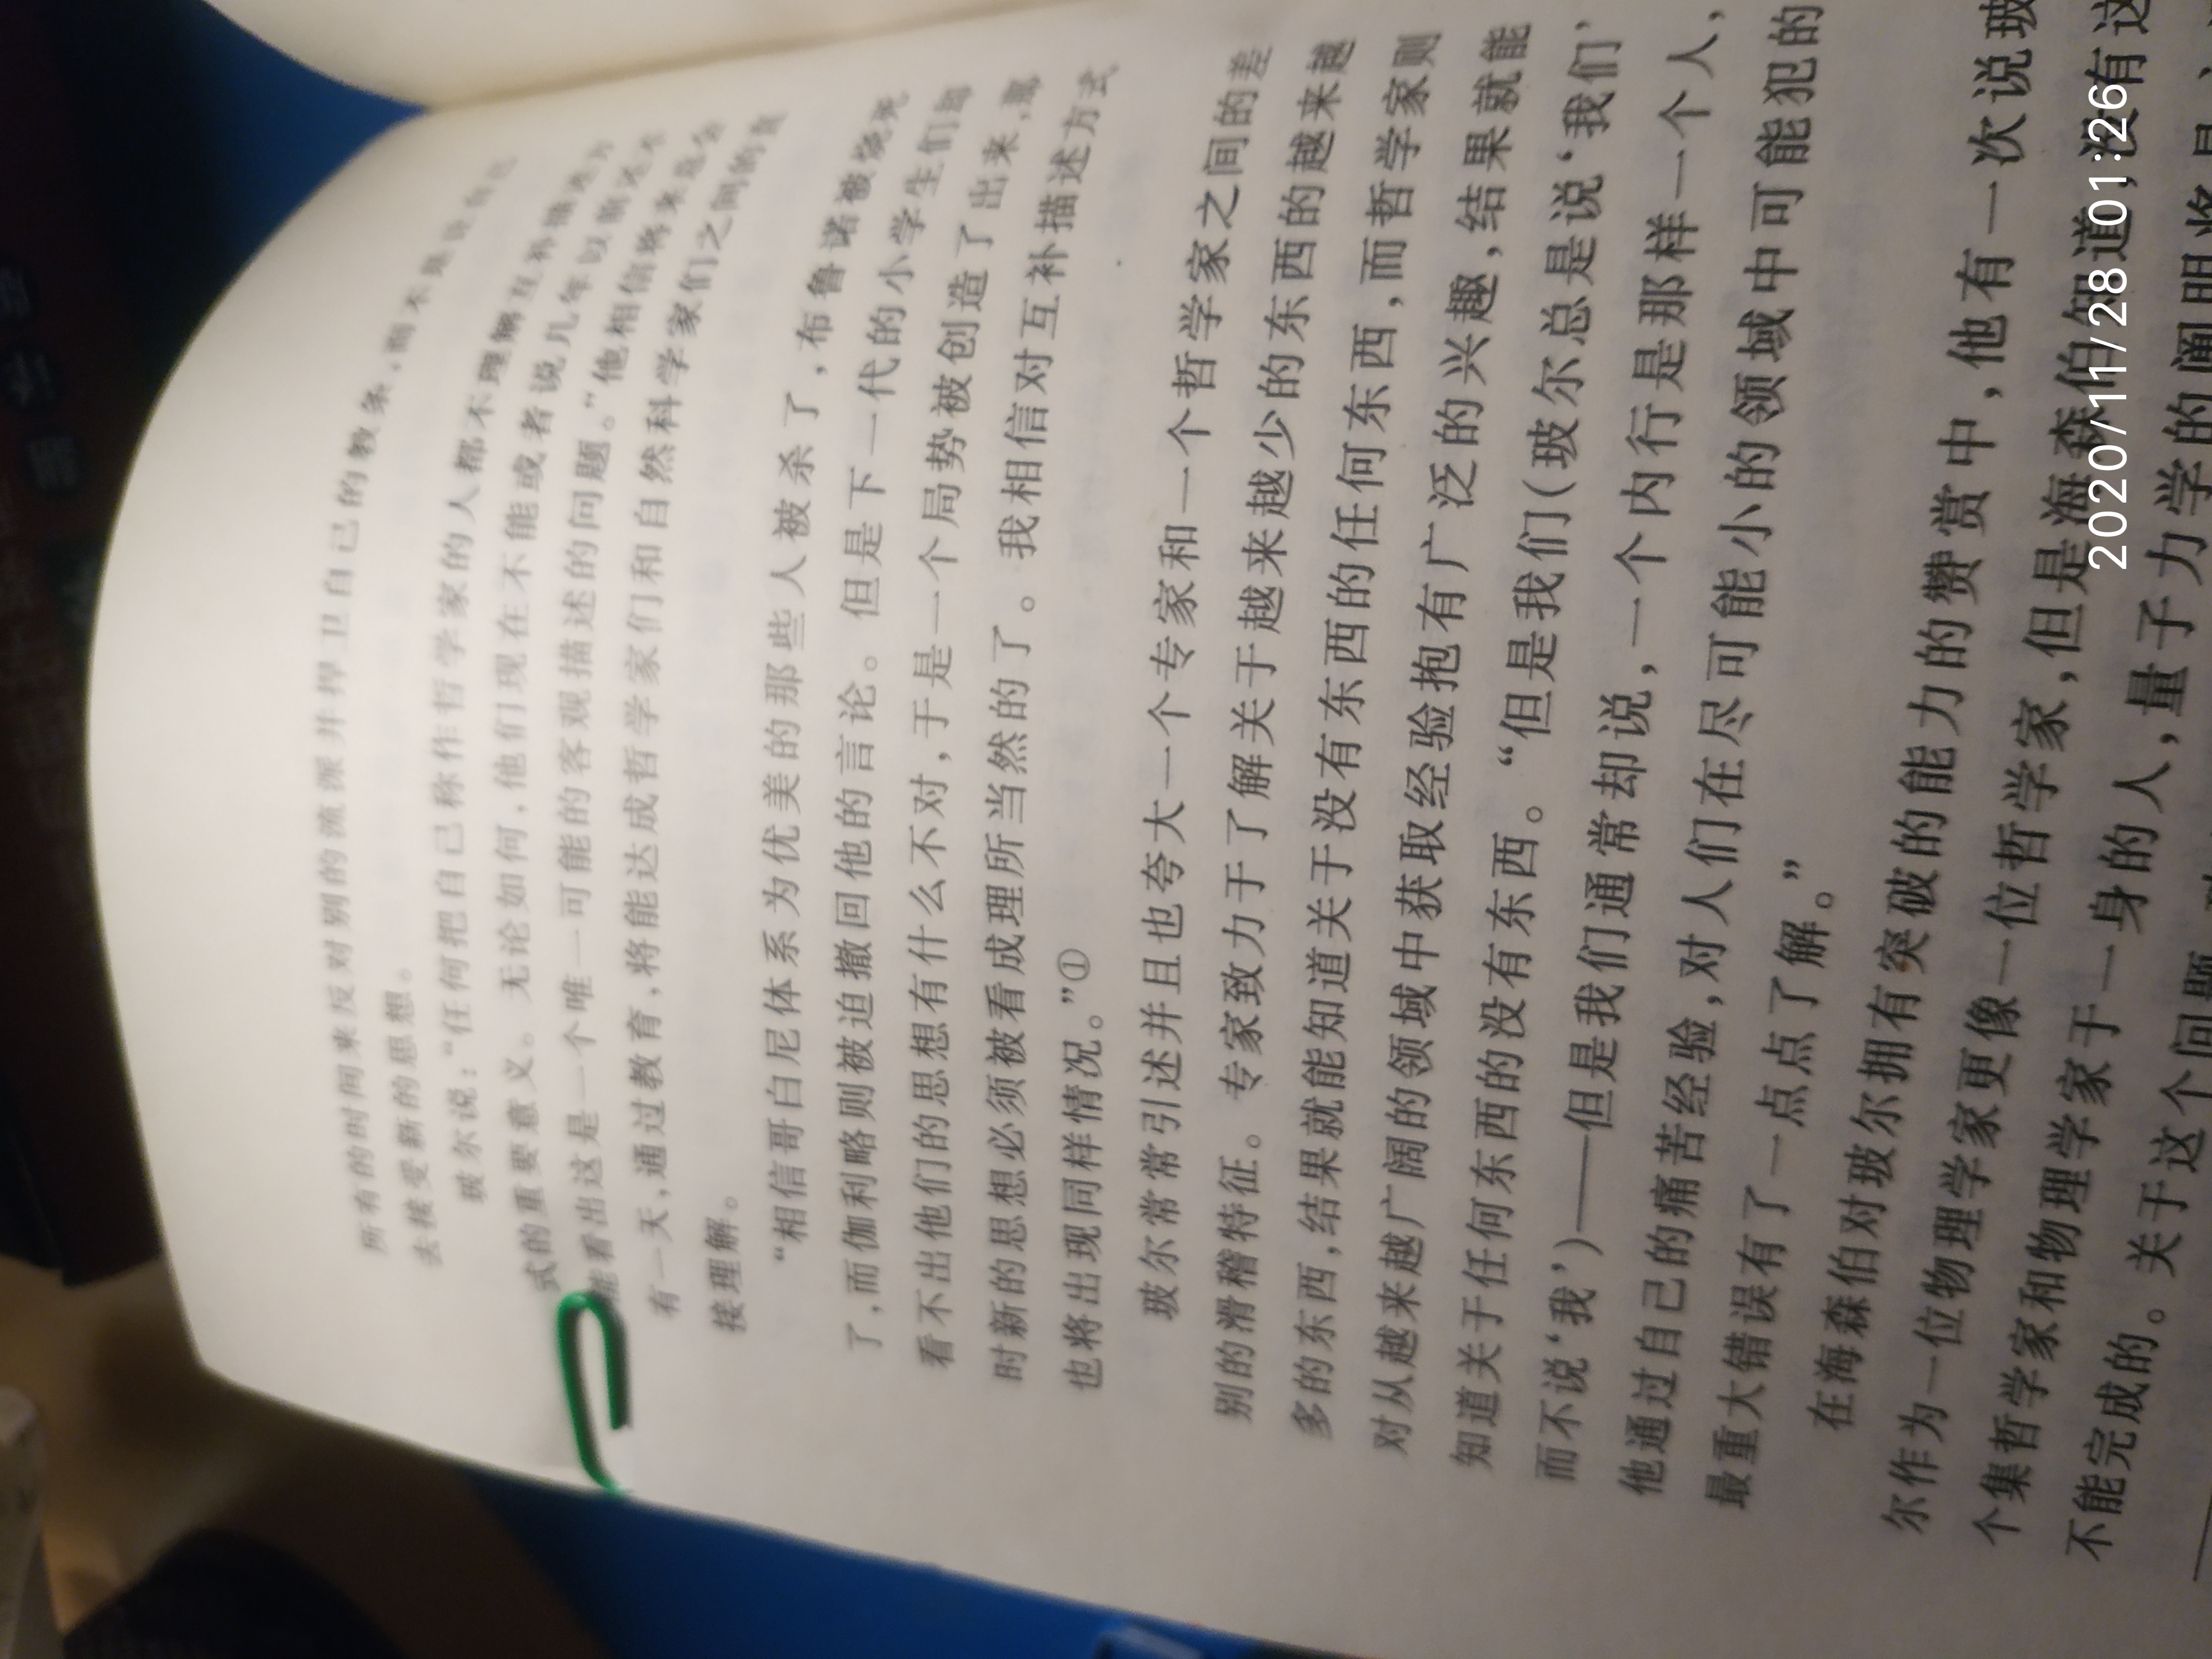 所有的时间来反对别的流派并捍卫自己的教条,而不是让自己
去接受新的思想。
玻尔说:“任何把自己称作哲学家的人都不理解互补描述方
式的重要意义。无论如何,他们现在不能或者说几年以前还不
能看出这是一个唯一可能的客观描述的问题。”他相信将来总会
有一天,通过教育,将能达成哲学家们和自然科学家们之间的直
接理解。
“相信哥白尼体系为优美的那些人被杀了,布鲁诺被烧死
了,而伽利略则被迫撤回他的言论。但是下一代的小学生们却
看不出他们的思想有什么不对,于是一个局势被创造了出来,那
时新的思想必须被看成理所当然的了。我相信对互补描述方式
也将出现同样情况。”①
玻尔常常引述并且也夸大一个专家和一个哲学家之间的差
别的滑稽特征。专家致力于了解关于越来越少的东西的越来越
多的东西,结果就能知道关于没有东西的任何东西,而哲学家则
对从越来越广阔的领域中获取经验抱有广泛的兴趣,结果就能
知道关于任何东西的没有东西。“但是我们(玻尔总是说‘我们’
而不说‘我’)——但是我们通常却说,一个内行是那样一个人,
他通过自己的痛苦经验,对人们在尽可能小的领域中可能犯的
最重大错误有了一点点了解。”
在海森伯对玻尔拥有突破的能力的赞赏中,他有一次说玻
尔作为一位物理学家更像一位哲学家,但是海森伯知道,没有这
个集哲学家和物理学家于一身的人,量子力学的阐明将是
不能完成的。关于这个问题
2020/11/28 01:26